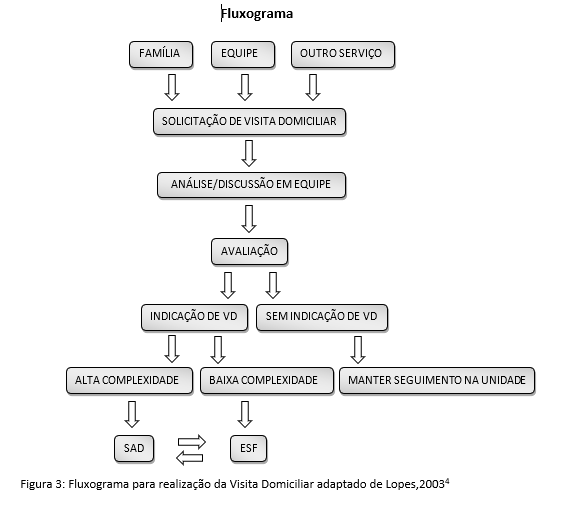 Fluxograma
FAMÍLIA
EQUIPE
OUTRO SERVIÇO
SOLICITAÇÃO DE VISITA DOMICILIAR
ANÁLISE/DISCUSSÃO EM EQUIPE
AVALIAÇÃO
INDICAÇÃO DE VD
SEM INDICAÇÃO DE VD
ALTA COMPLEXIDADE
BAIXA COMPLEXIDADE
MANTER SEGUIMENTO NA UNIDADE
SAD
ESF
Figura 3: Fluxograma para realização da Visita Domiciliar adaptado de Lopes,2003⁴